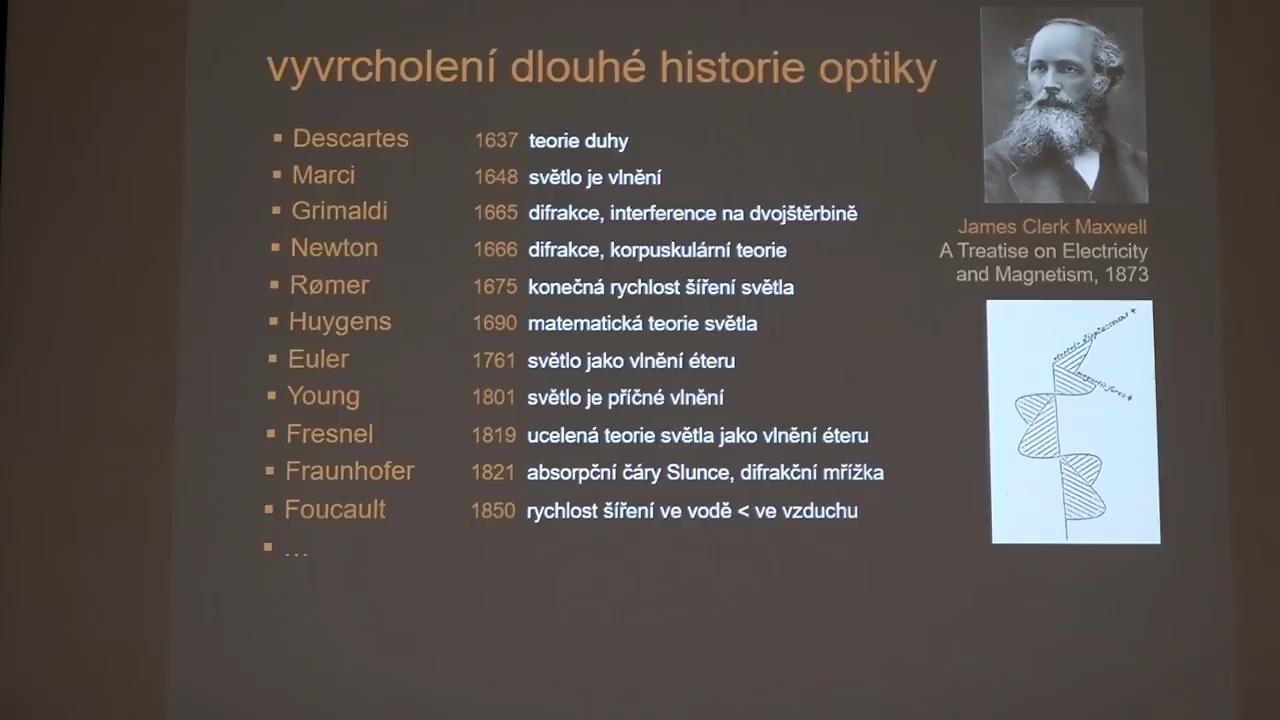 vyvrcholení dlouhé historie optiky
▪ Descartes 1637 teorie duhy
▪ Marci 1648 světlo je vlnění
▪ Grimaldi 1665 difrakce, interference na dvojštěrbině
▪ Newton 1666 difrakce, korpuskulární teorie
▪ Rømer 1675 konečná rychlost šíření světla
▪ Huygens 1690 matematická teorie světla
▪ Euler 1761 světlo jako vlnění éteru
▪ Young 1801 světlo je příčné vlnění
▪ Fresnel 1819 ucelená teorie světla jako vlnění éteru
▪ Fraunhofer 1821 absorpční čáry Slunce, difrakční mřížka
▪ Foucault 1850 rychlost šíření ve vodě < ve vzduchu
▪ ...
James Clerk Maxwell
A Treatise on Electricity
and Magnetism, 1873
electric displacement +
magnetic force +